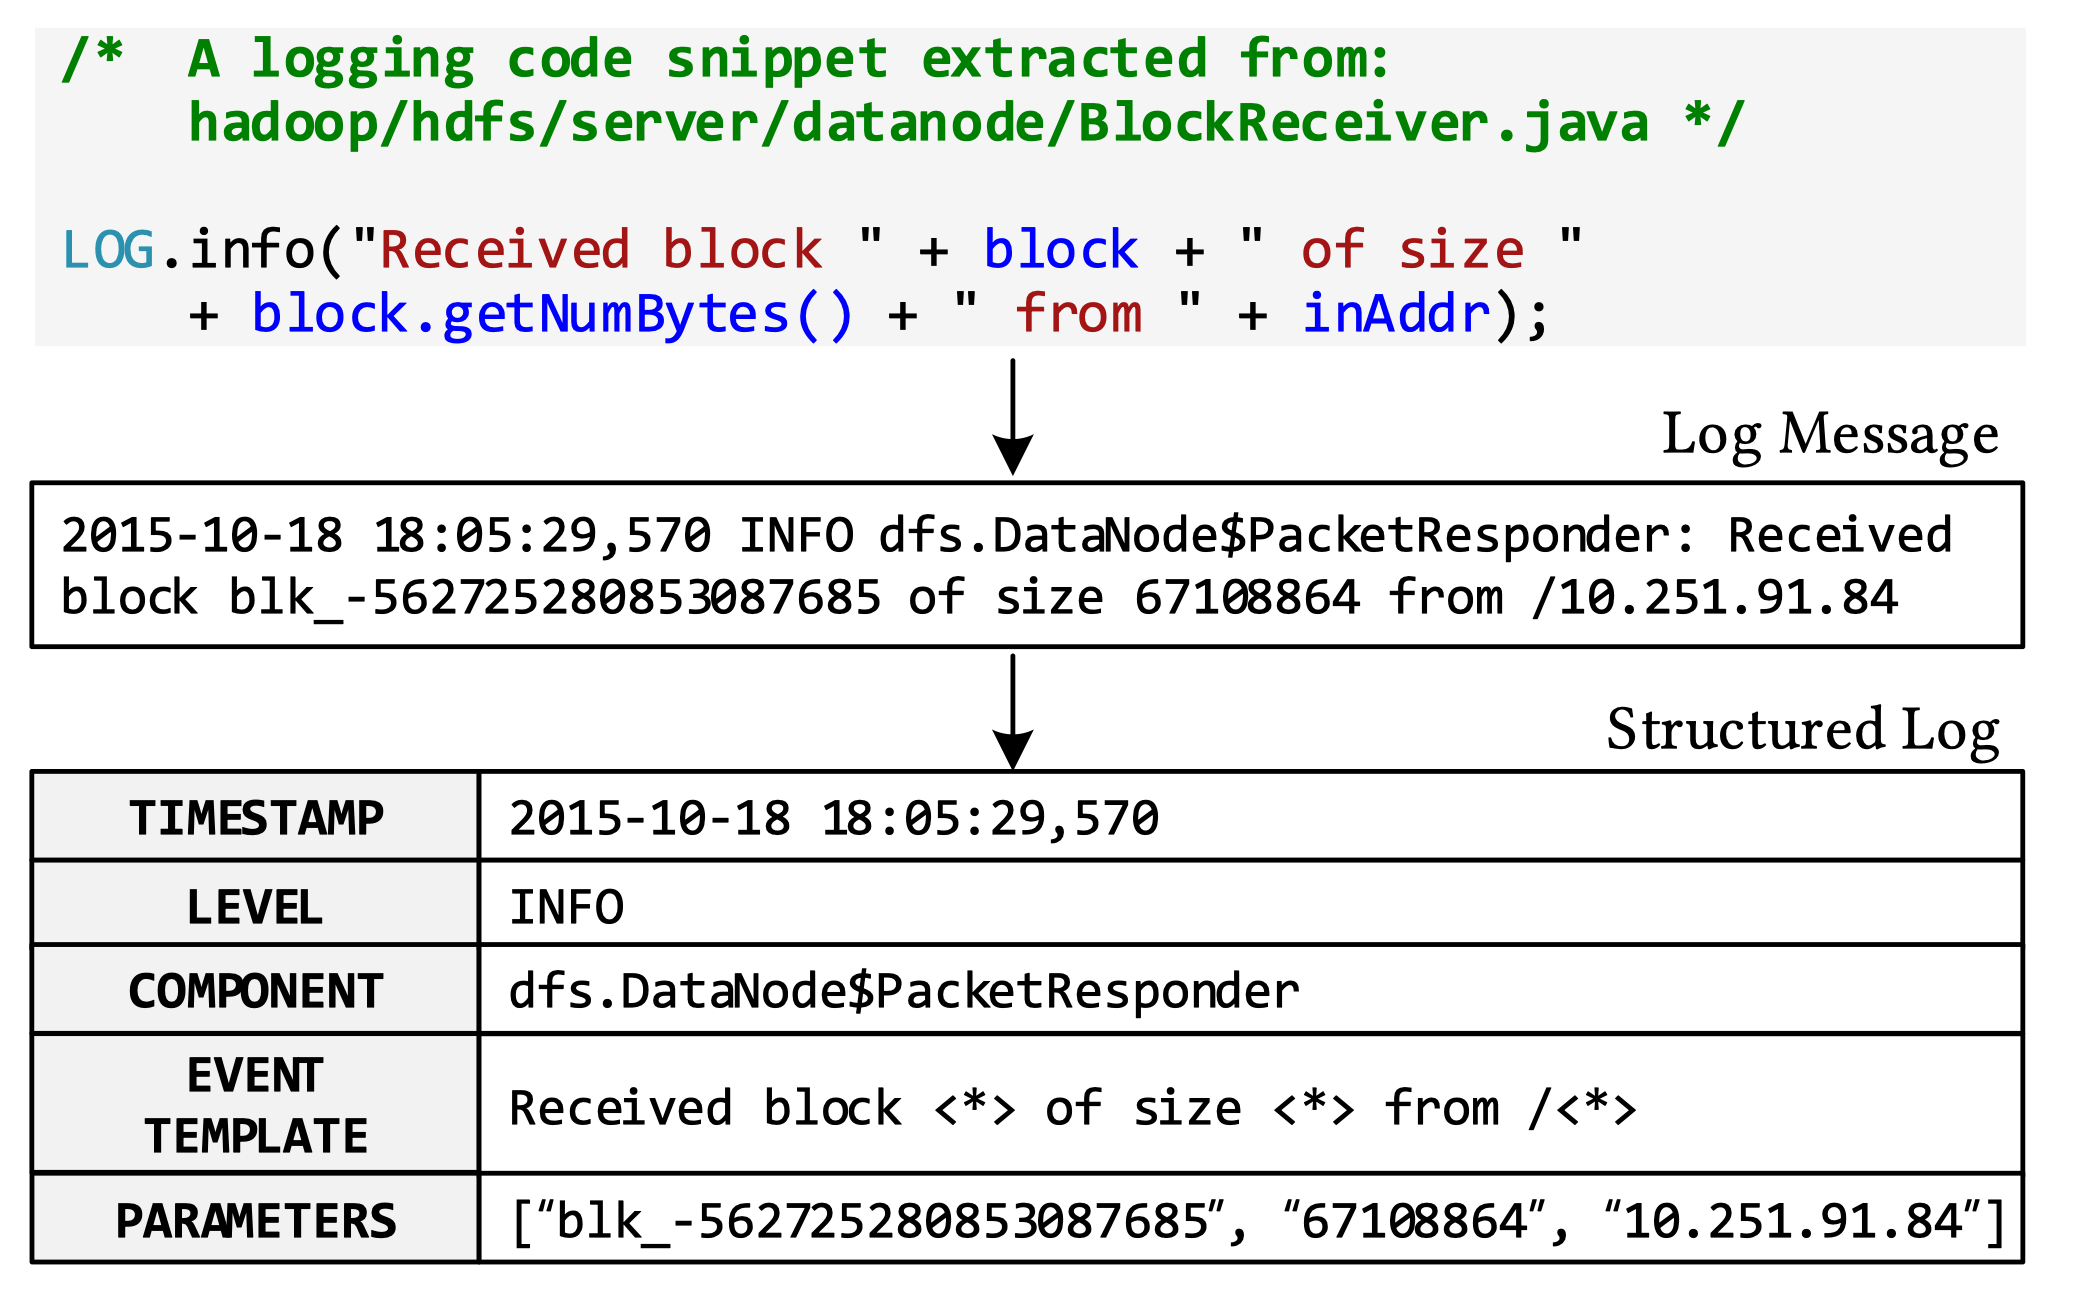 /*  A logging code snippet extracted from:
    hadoop/hdfs/server/datanode/BlockReceiver.java */
LOG.info("Received block " + block + " of size "
    + block.getNumBytes() + " from " + inAddr);
Log Message
2015-10-18 18:05:29,570 INFO dfs.DataNode$PacketResponder: Received
block blk_-562725280853087685 of size 67108864 from /10.251.91.84
Structured Log
TIMESTAMP 2015-10-18 18:05:29,570
LEVEL INFO
COMPONENT dfs.DataNode$PacketResponder
EVENT
TEMPLATE
Received block <*> of size <*> from /<*>
PARAMETERS [“blk_-562725280853087685”, “67108864”, “10.251.91.84”]